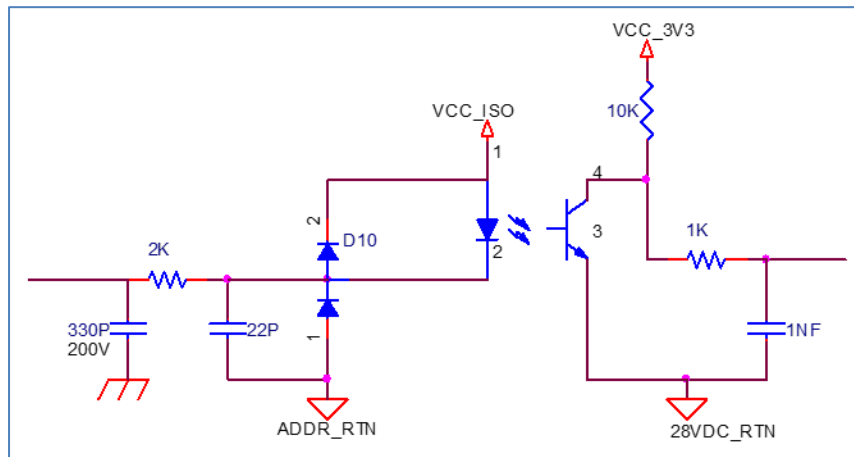 VCC_3V3
10K
VCC_ISO
1
4
2
D10
3
2
2K
1K
330P
200V
22P
1
1NF
ADDR_RTN
28VDC_RTN